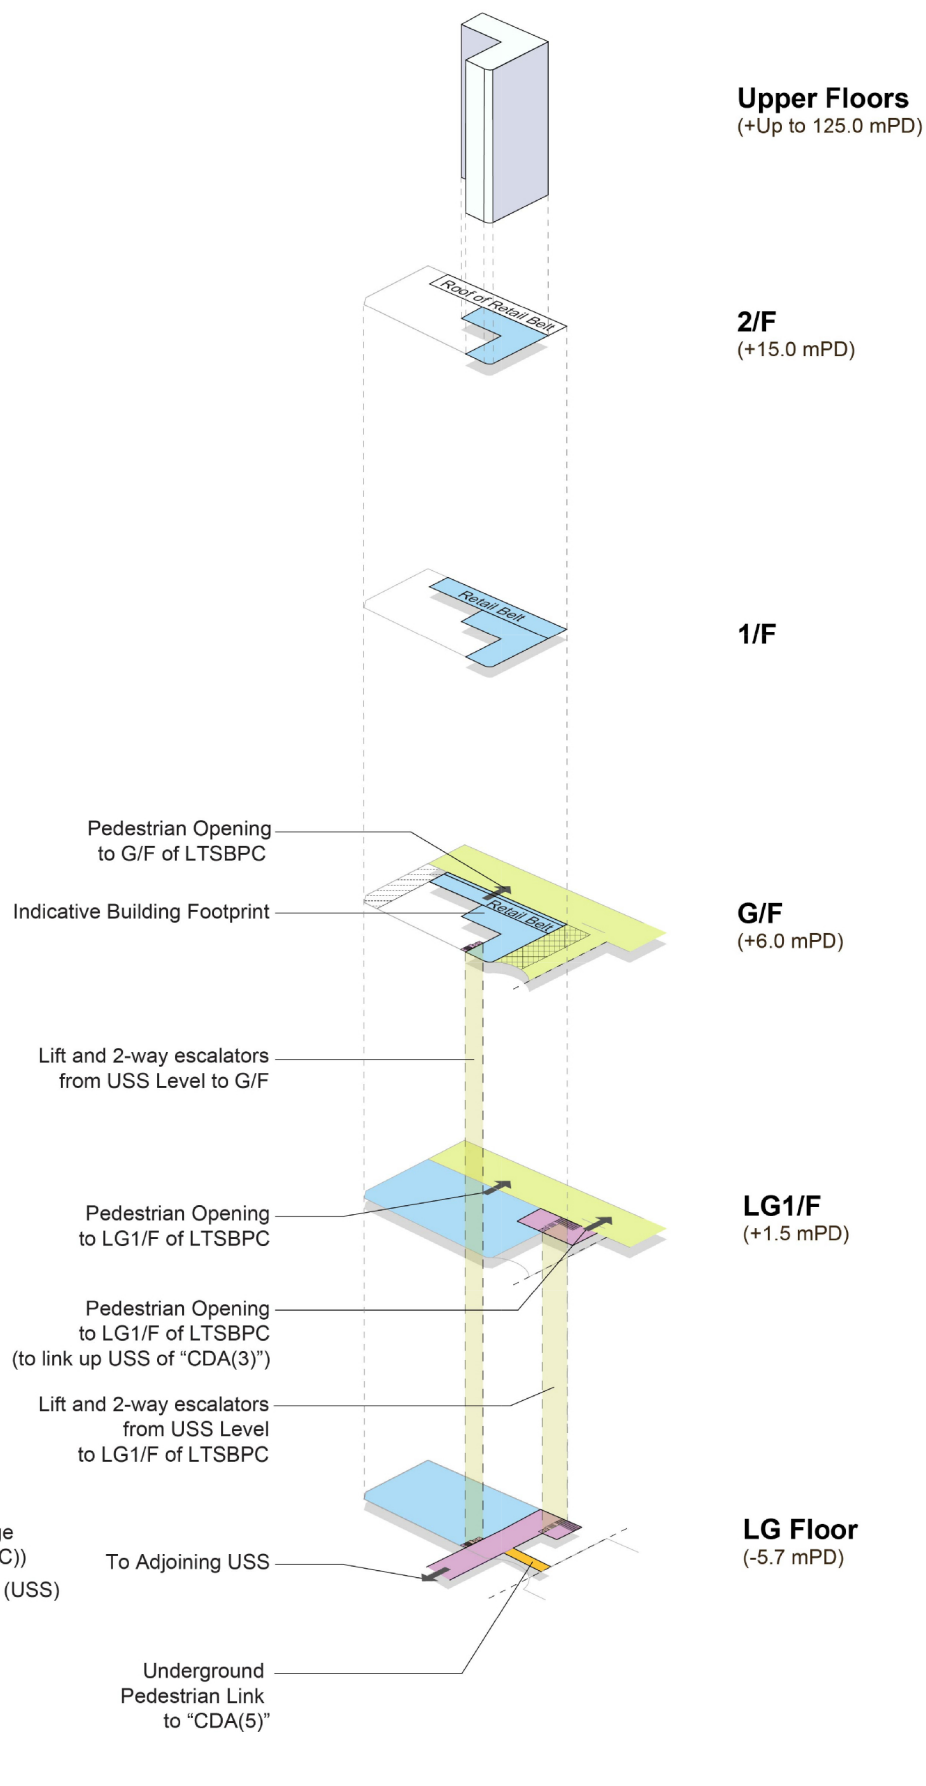 Upper Floors
(+Up to 125.0 mPD)
Roof of Retail Belt
2/F
(+15.0 mPD)
Retail Belt
1/F
Pedestrian Opening
to G/F of LTSBPC
Indicative Building Footprint
Retail Belt
G/F
(+6.0 mPD)
Lift and 2-way escalators
from USS Level to G/F
Pedestrian Opening
to LG1/F of LTSBPC
LG1/F
(+1.5 mPD)
Pedestrian Opening
to LG1/F of LTSBPC
(to link up USS of “CDA(3)”)
Lift and 2-way escalators
from USS Level
to LG1/F of LTSBPC
LG Floor
(-5.7 mPD)
C))
(USS)
To Adjoining USS
Underground
Pedestrian Link
to “CDA(5)”